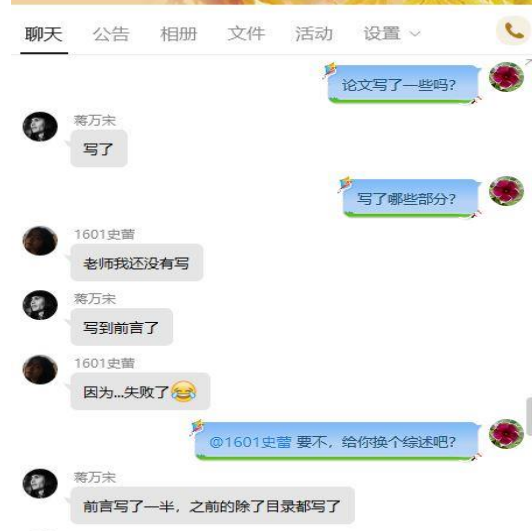 聊天 公告 相册 文件 活动 设置
论文写了一些吗?
蒋万宋
写了
写了哪些部分?
1601史蕾
老师我还没有写
蒋万宋
写到前言了
1601史蕾
因为...失败了😂
@1601史蕾 要不，给你换个综述吧?
蒋万宋
前言写了一半，之前的除了目录都写了